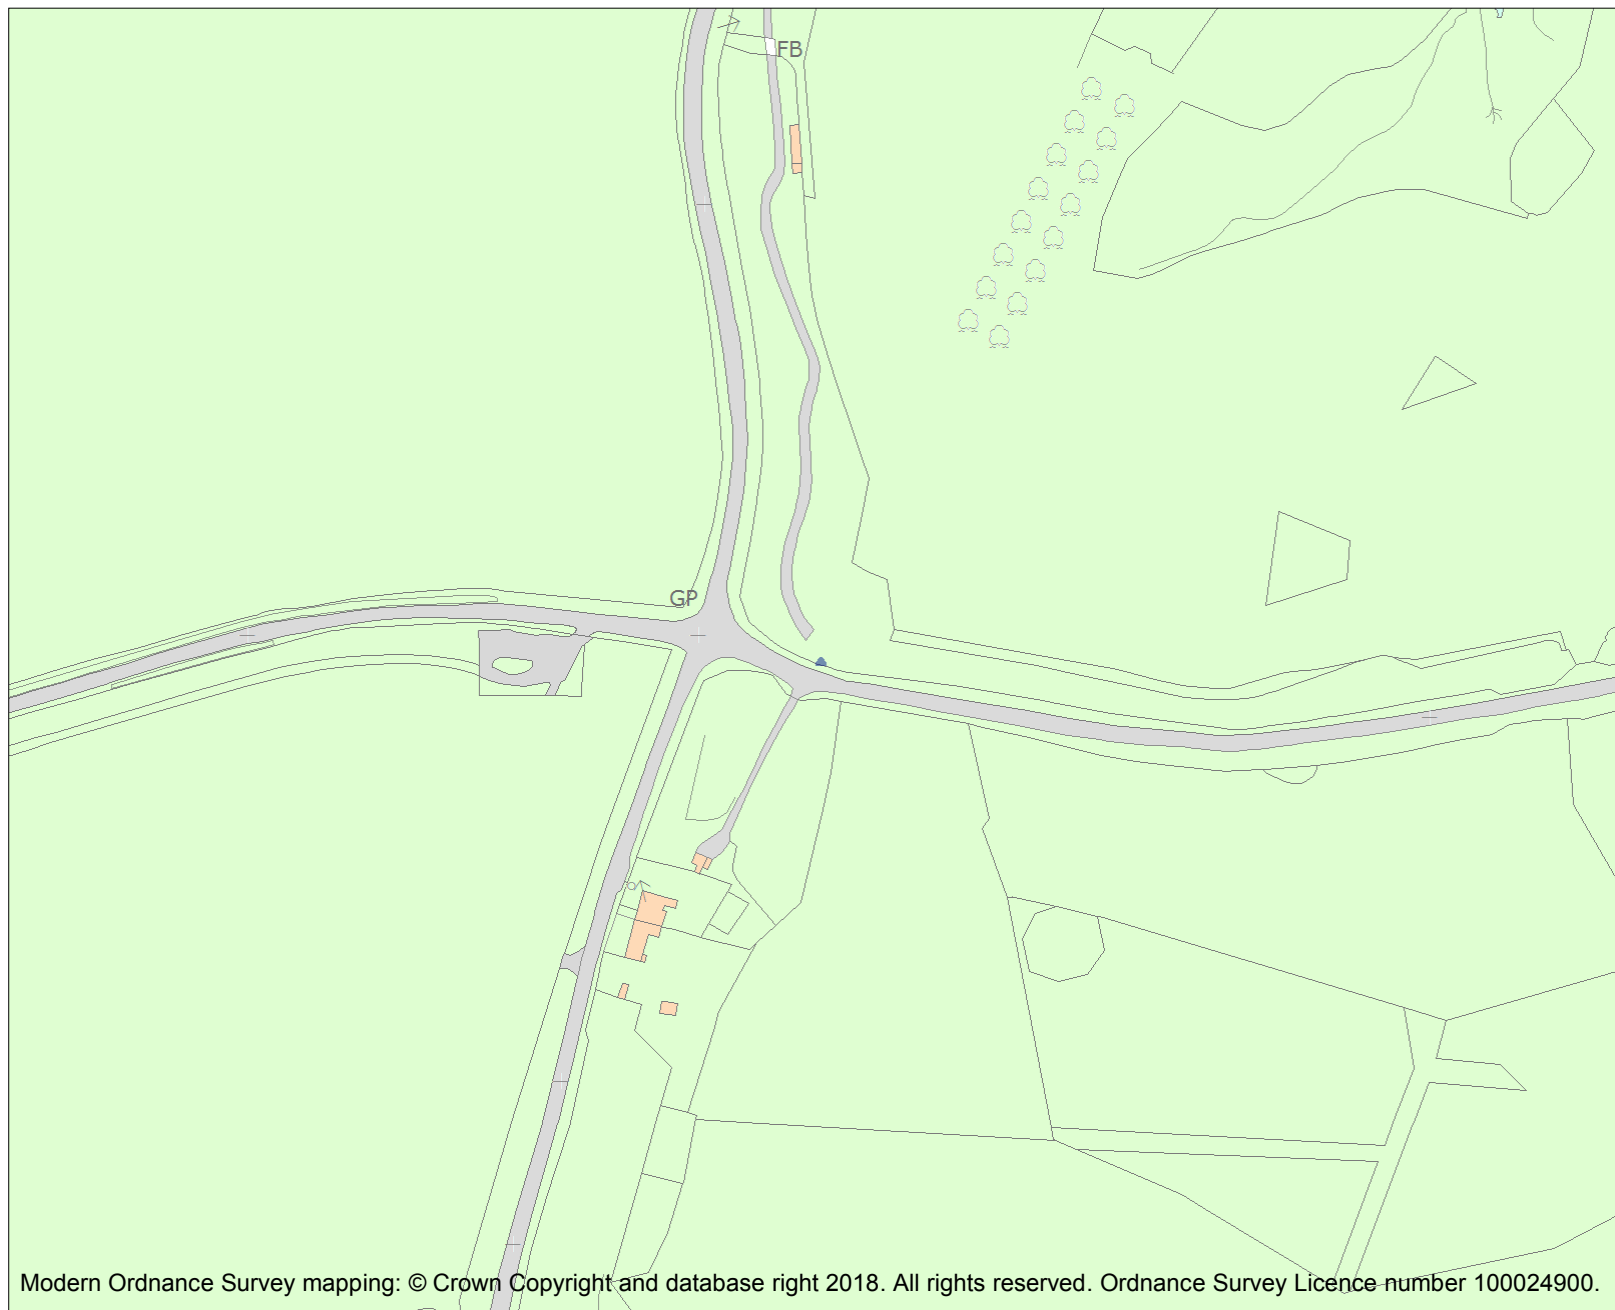 FB
GP
Modern Ordnance Survey mapping: © Crown Copyright and database right 2018. All rights reserved. Ordnance Survey Licence number 100024900.